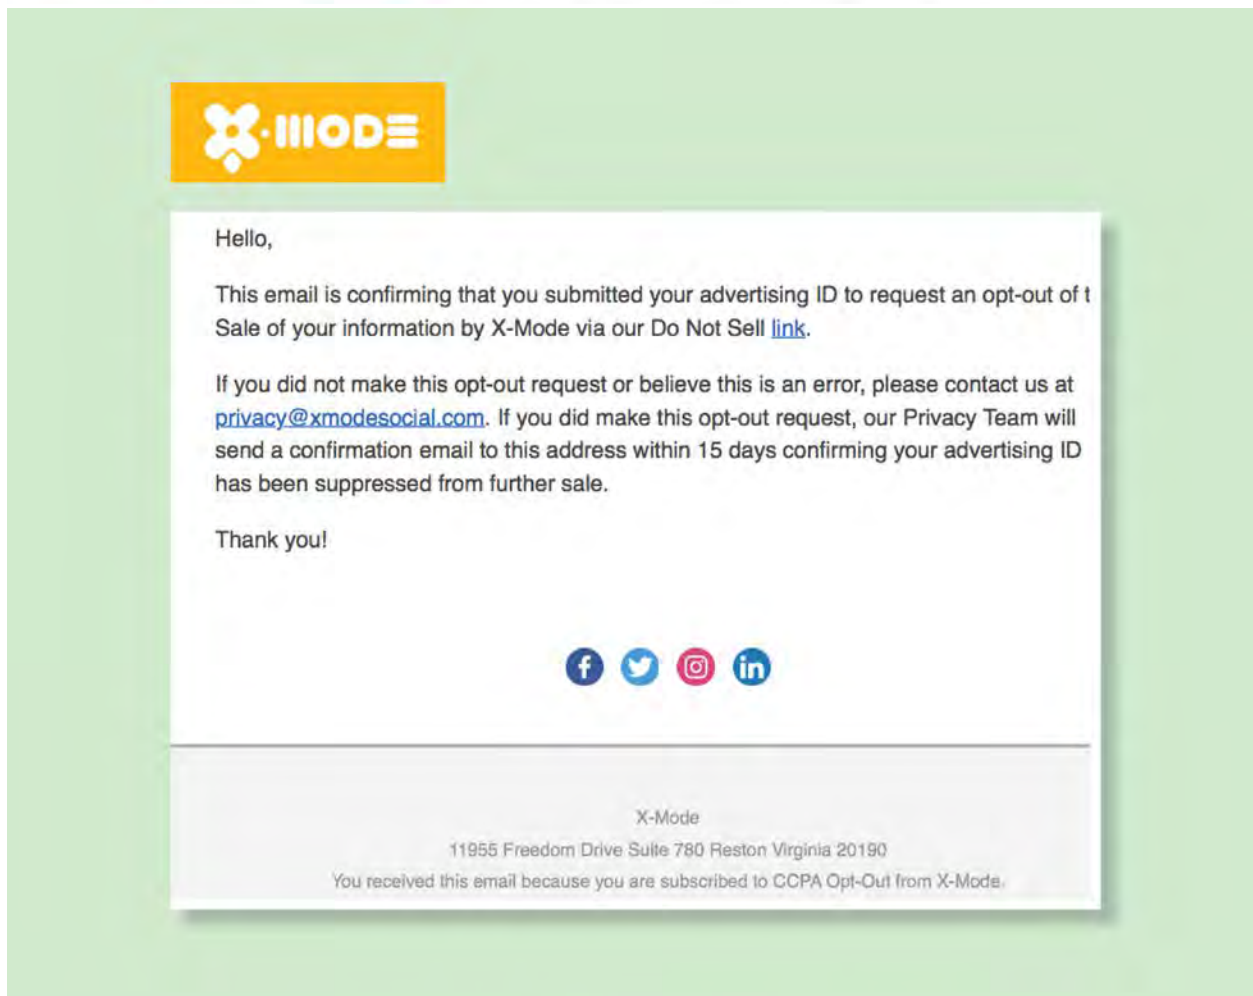 X-MODE
Hello,
This email is confirming that you submitted your advertising ID to request an opt-out of t
Sale of your information by X-Mode via our Do Not Sell link.
If you did not make this opt-out request or believe this is an error, please contact us at
privacy@xmodesocial.com. If you did make this opt-out request, our Privacy Team will
send a confirmation email to this address within 15 days confirming your advertising ID
has been suppressed from further sale.
Thank you!
f in
X-Mode
11955 Freedom Drive Suite 780 Reston Virginia 20190
You received this email because you are subscribed to CCPA Opt-Out from X-Mode.